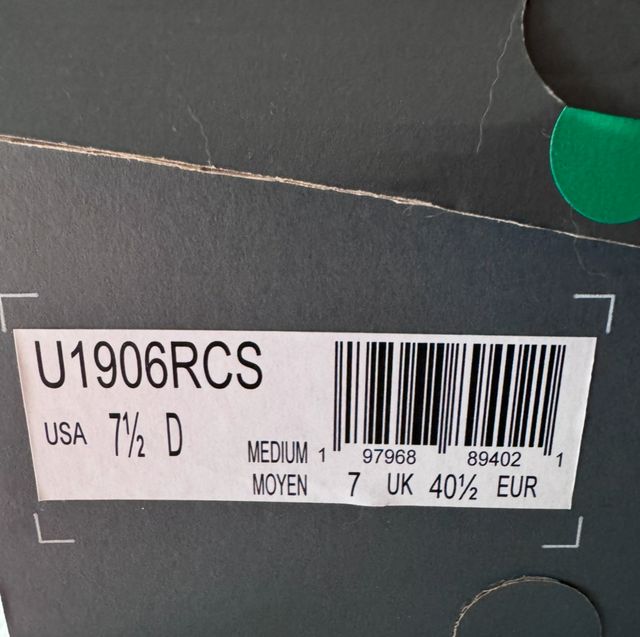 U1906RCS
USA 7½ D
MEDIUM
MOYEN 7 UK 40½ EUR
1 97968 89402 1